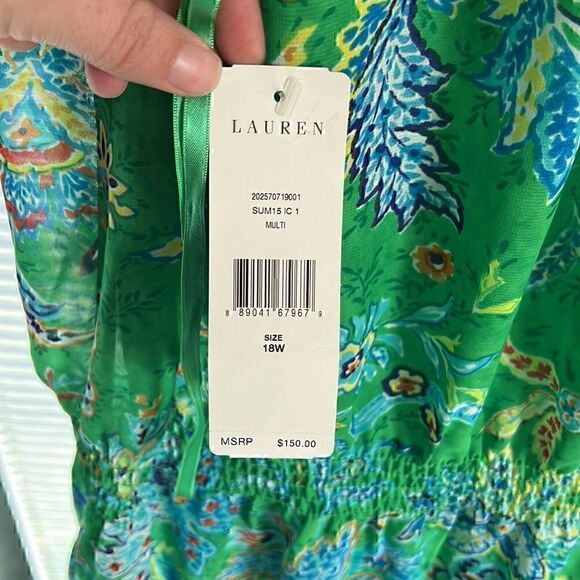 LAUREN
202570719001
SUM15 IC 1
MULTI
8 89041 67967 9
SIZE
18W
MSRP $150.00